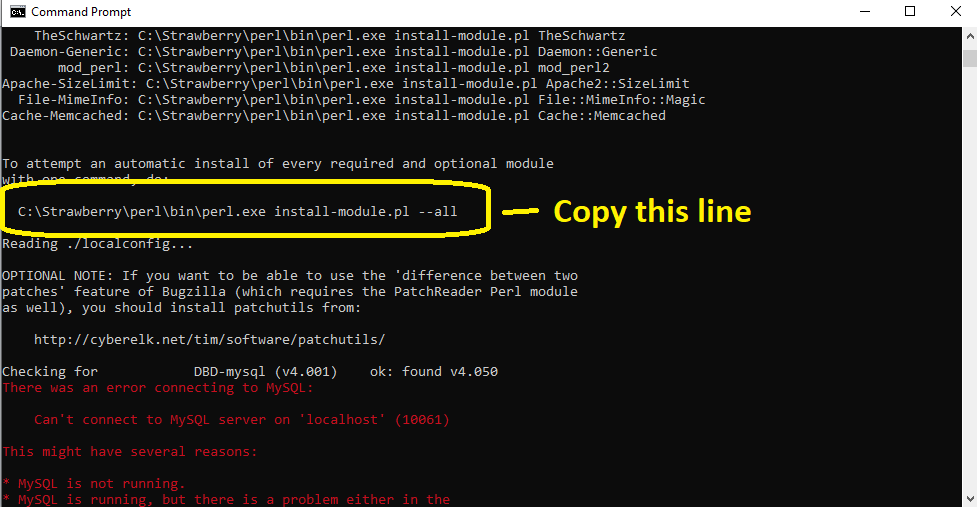 Command Prompt
TheSchwartz: C:\Strawberry\perl\bin\perl.exe install-module.pl TheSchwartz
Daemon-Generic: C:\Strawberry\perl\bin\perl.exe install-module.pl Daemon::Generic
mod_perl: C:\Strawberry\perl\bin\perl.exe install-module.pl mod_perl2
Apache-SizeLimit: C:\Strawberry\perl\bin\perl.exe install-module.pl Apache2::SizeLimit
File-MimeInfo: C:\Strawberry\perl\bin\perl.exe install-module.pl File::MimeInfo::Magic
Cache-Memcached: C:\Strawberry\perl\bin\perl.exe install-module.pl Cache::Memcached
To attempt an automatic install of every required and optional module
with one command, do:
C:\Strawberry\perl\bin\perl.exe install-module.pl --all
Copy this line
Reading ./localconfig...
OPTIONAL NOTE: If you want to be able to use the 'difference between two
patches' feature of Bugzilla (which requires the PatchReader Perl module
as well), you should install patchutils from:
http://cyberelk.net/tim/software/patchutils/
Checking for DBD-mysql (v4.001) ok: found v4.050
There was an error connecting to MySQL:
Can't connect to MySQL server on 'localhost' (10061)
This might have several reasons:
* MySQL is not running.
* MySQL is running, but there is a problem either in the